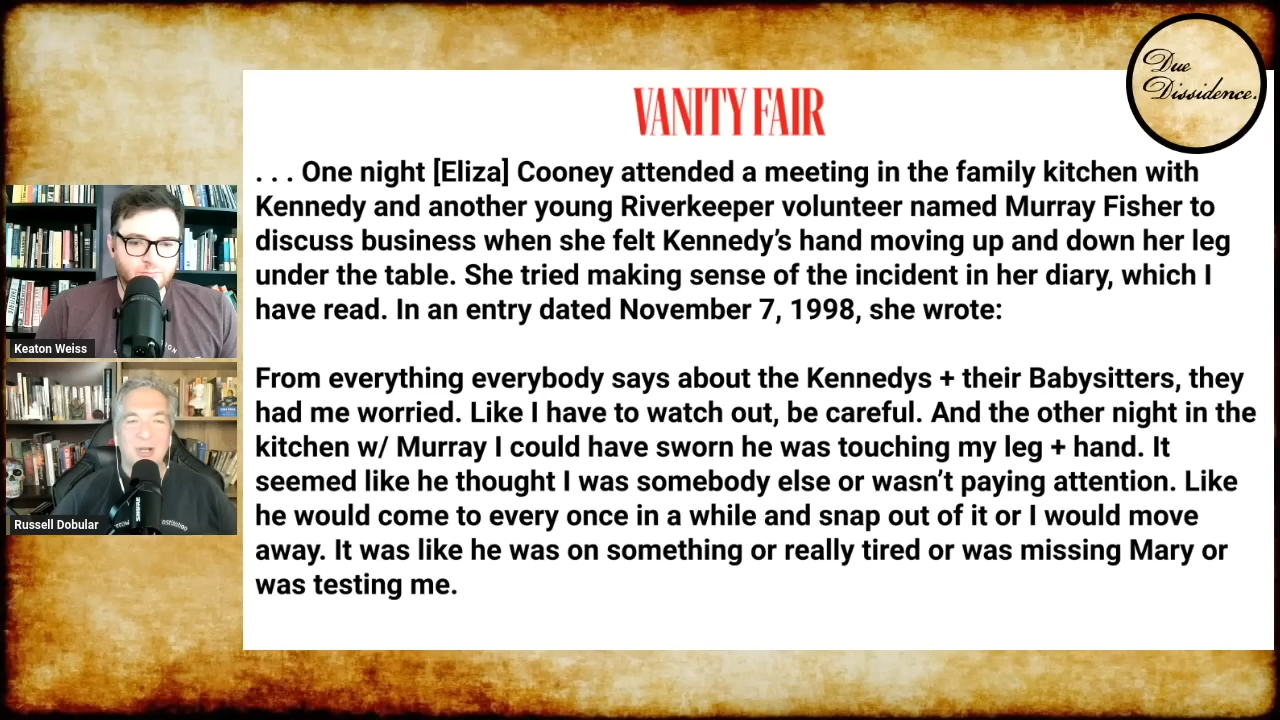 Due
Dissidence.
VANITY FAIR
. . . One night [Eliza] Cooney attended a meeting in the family kitchen with
Kennedy and another young Riverkeeper volunteer named Murray Fisher to
discuss business when she felt Kennedy’s hand moving up and down her leg
under the table. She tried making sense of the incident in her diary, which I
have read. In an entry dated November 7, 1998, she wrote:
From everything everybody says about the Kennedys + their Babysitters, they
had me worried. Like I have to watch out, be careful. And the other night in the
kitchen w/ Murray I could have sworn he was touching my leg + hand. It
seemed like he thought I was somebody else or wasn’t paying attention. Like
he would come to every once in a while and snap out of it or I would move
away. It was like he was on something or really tired or was missing Mary or
was testing me.
Keaton Weiss
Russell Dobular